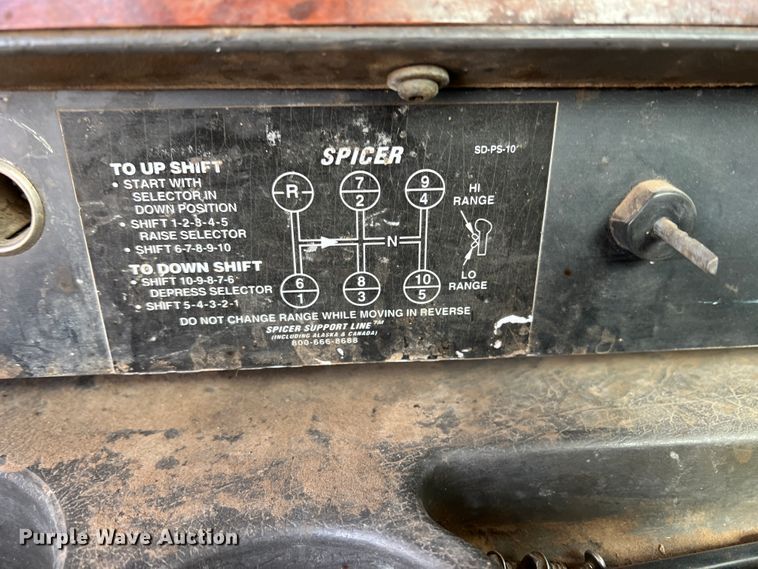 SPICER
SD-PS-10
TO UP SHIFT
• START WITH
SELECTOR IN
DOWN POSITION
• SHIFT 1-2-3-4-5
RAISE SELECTOR
• SHIFT 6-7-8-9-10
TO DOWN SHIFT
• SHIFT 10-9-8-7-6
DEPRESS SELECTOR
• SHIFT 5-4-3-2-1
R 7 9
2 4
N
6 8 10
1 3 5
HI
RANGE
LO
RANGE
DO NOT CHANGE RANGE WHILE MOVING IN REVERSE
SPICER SUPPORT LINE™
(INCLUDING ALASKA & CANADA)
800-666-8688
Purple Wave Auction®